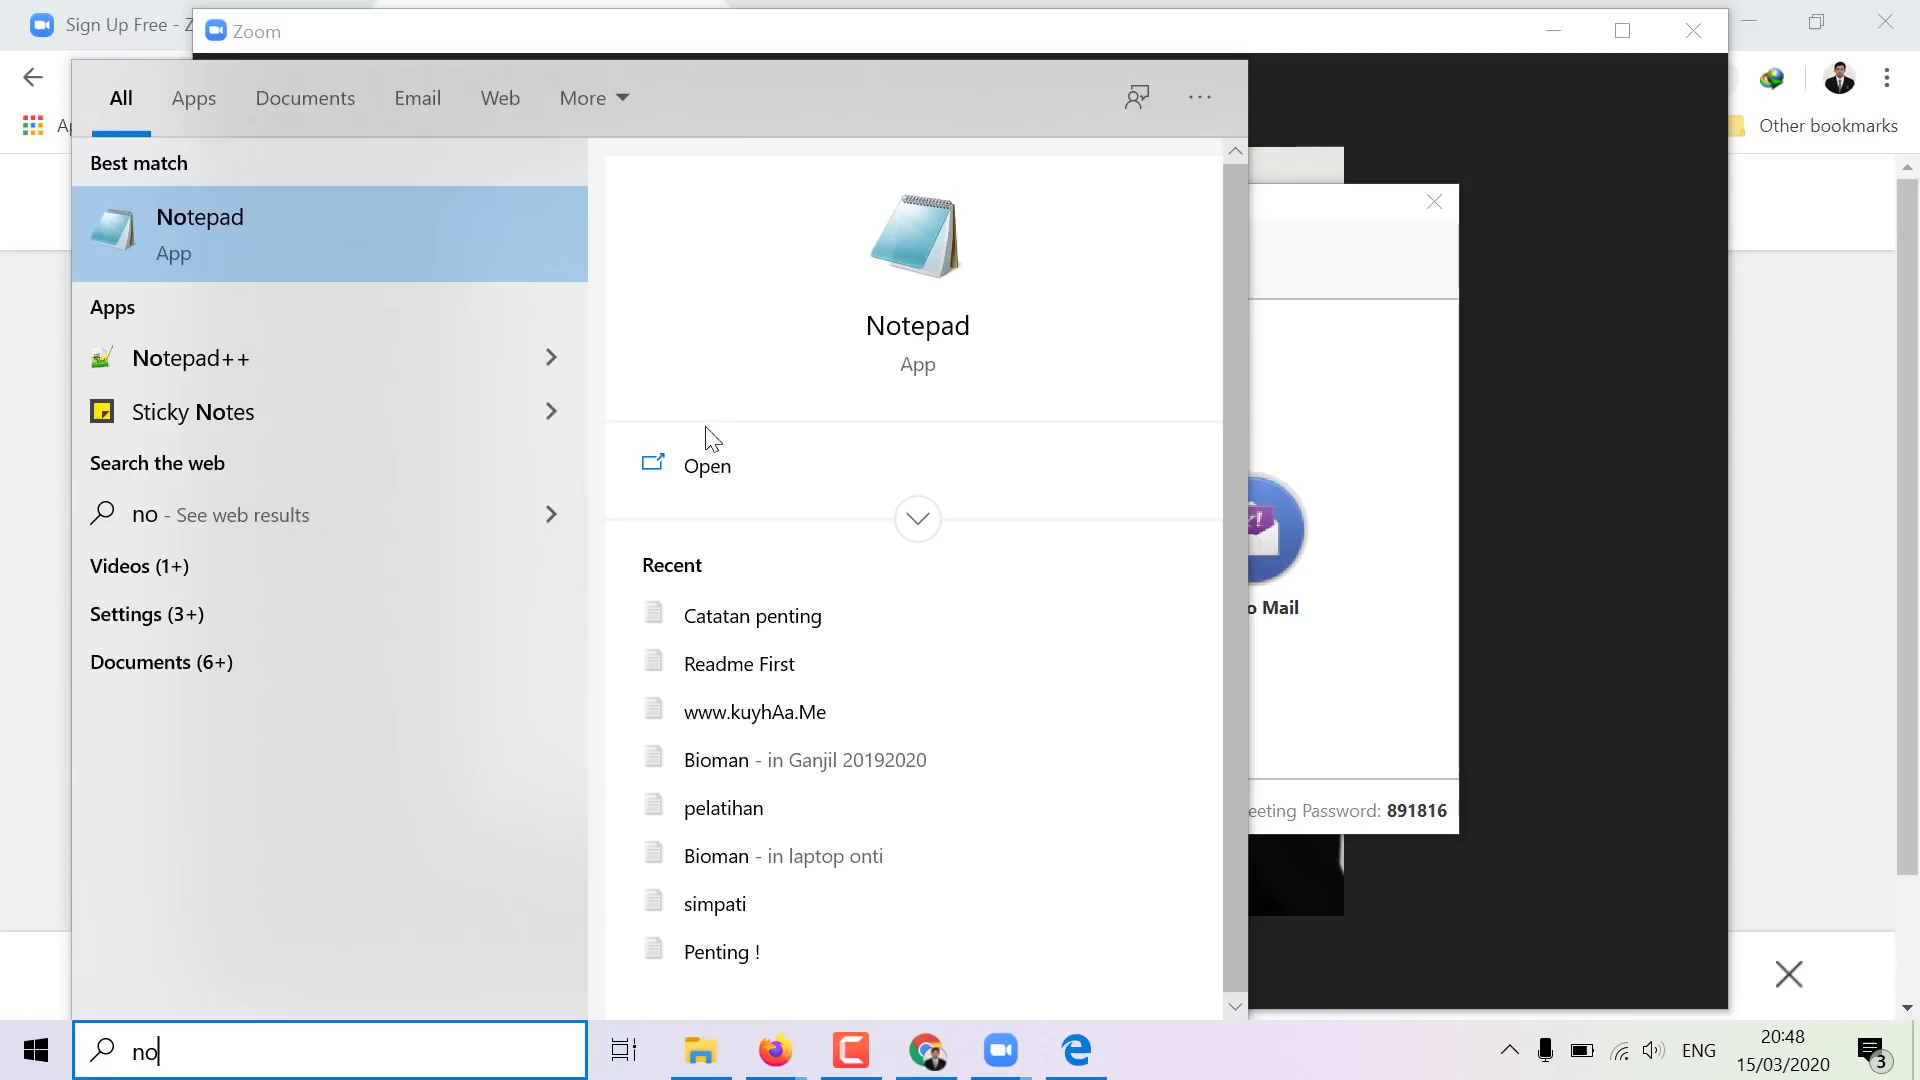 Sign Up Free - Z
Zoom
All Apps Documents Email Web More
Other bookmarks
Best match
Notepad
App
Apps
Notepad++
Sticky Notes
Search the web
no - See web results
Videos (1+)
Settings (3+)
Documents (6+)
Notepad
App
Open
Recent
Catatan penting
Readme First
www.kuyhAa.Me
Bioman - in Ganjil 20192020
pelatihan
Bioman - in laptop onti
simpati
Penting !
o Mail
eeting Password: 891816
no
ENG
20:48
15/03/2020
3